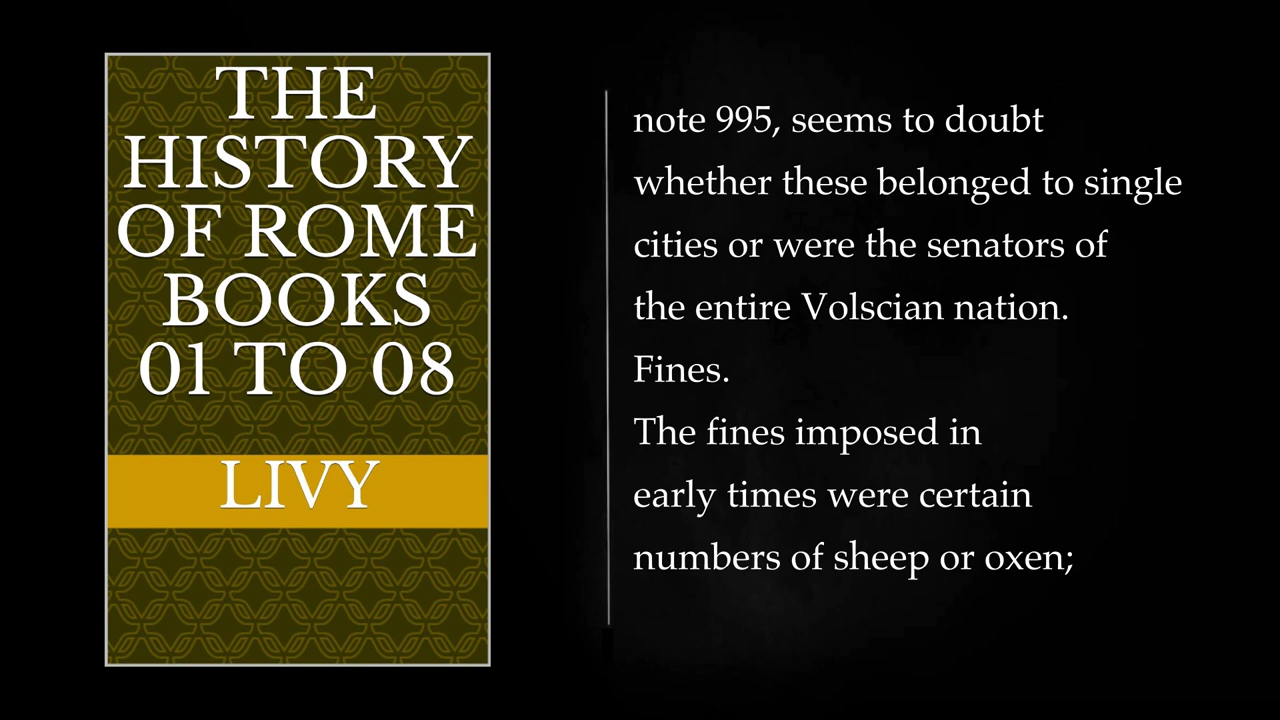 THE
HISTORY
OF ROME
BOOKS
01 TO 08
LIVY
note 995, seems to doubt
whether these belonged to single
cities or were the senators of
the entire Volscian nation.
Fines.
The fines imposed in
early times were certain
numbers of sheep or oxen;